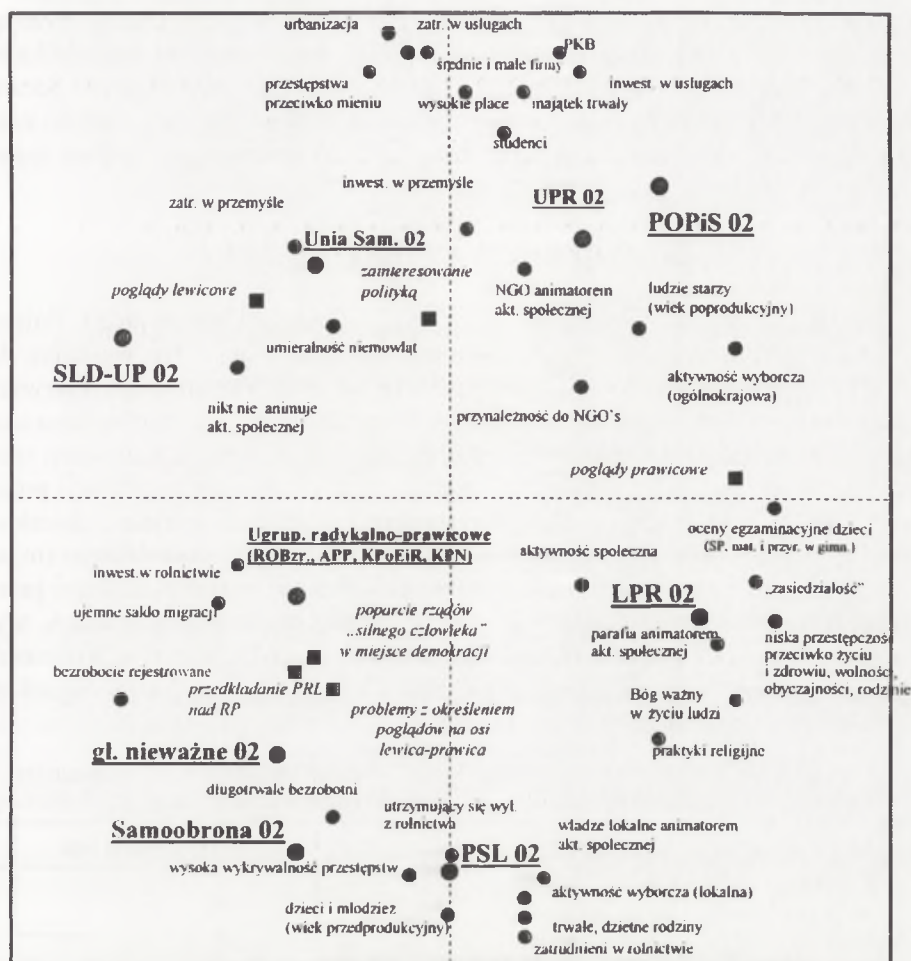 urbanizacja
zatr. w usługach
PKB
średnie i małe firmy
przestępstwa
przeciwko mieniu
inwest. w usługach
wysokie płace
majątek trwały
studenci
inwest. w przemyśle
zatr. w przemyśle
UPR 02
POPiS 02
Unia Sam. 02
zainteresowanie
polityką
poglądy lewicowe
NGO animatorem
akt. społecznej
ludzie starzy
(wiek poprodukcyjny)
umieralność niemowląt
SLD-UP 02
aktywność wyborcza
(ogólnokrajowa)
nikt nie animuje
akt. społecznej
przynależność do NGO's
poglądy prawicowe
oceny egzaminacyjne dzieci
(SP. mat. i przyr. w gimn.)
Ugrup. radykalno-prawicowe
(ROBzr., APP, KPoEiR, KPN)
aktywność społeczna
inwest. w rolnictwie
„zasiedziałość"
LPR 02
ujemne saldo migracji
poparcie rządów
„silnego człowieka"
w miejsce demokracji
parafia animatorem
akt. społecznej
niska przestępczość
przeciwko życiu
i zdrowiu, wolności,
obyczajności, rodzinie
bezrobocie rejestrowane
przedkładanie PRL
nad RP
Bóg ważny
w życiu ludzi
problemy z określeniem
poglądów na osi
lewica-prawica
praktyki religijne
gł. nieważne 02
długotrwale bezrobotni
utrzymujący się wył.
z rolnictwa
Samoobrona 02
władze lokalne animatorem
akt. społecznej
PSL 02
wysoka wykrywalność przestępstw
aktywność wyborcza (lokalna)
dzieci i młodzież
(wiek przedprodukcyjny)
trwałe, dzietne rodziny
zatrudnieni w rolnictwie